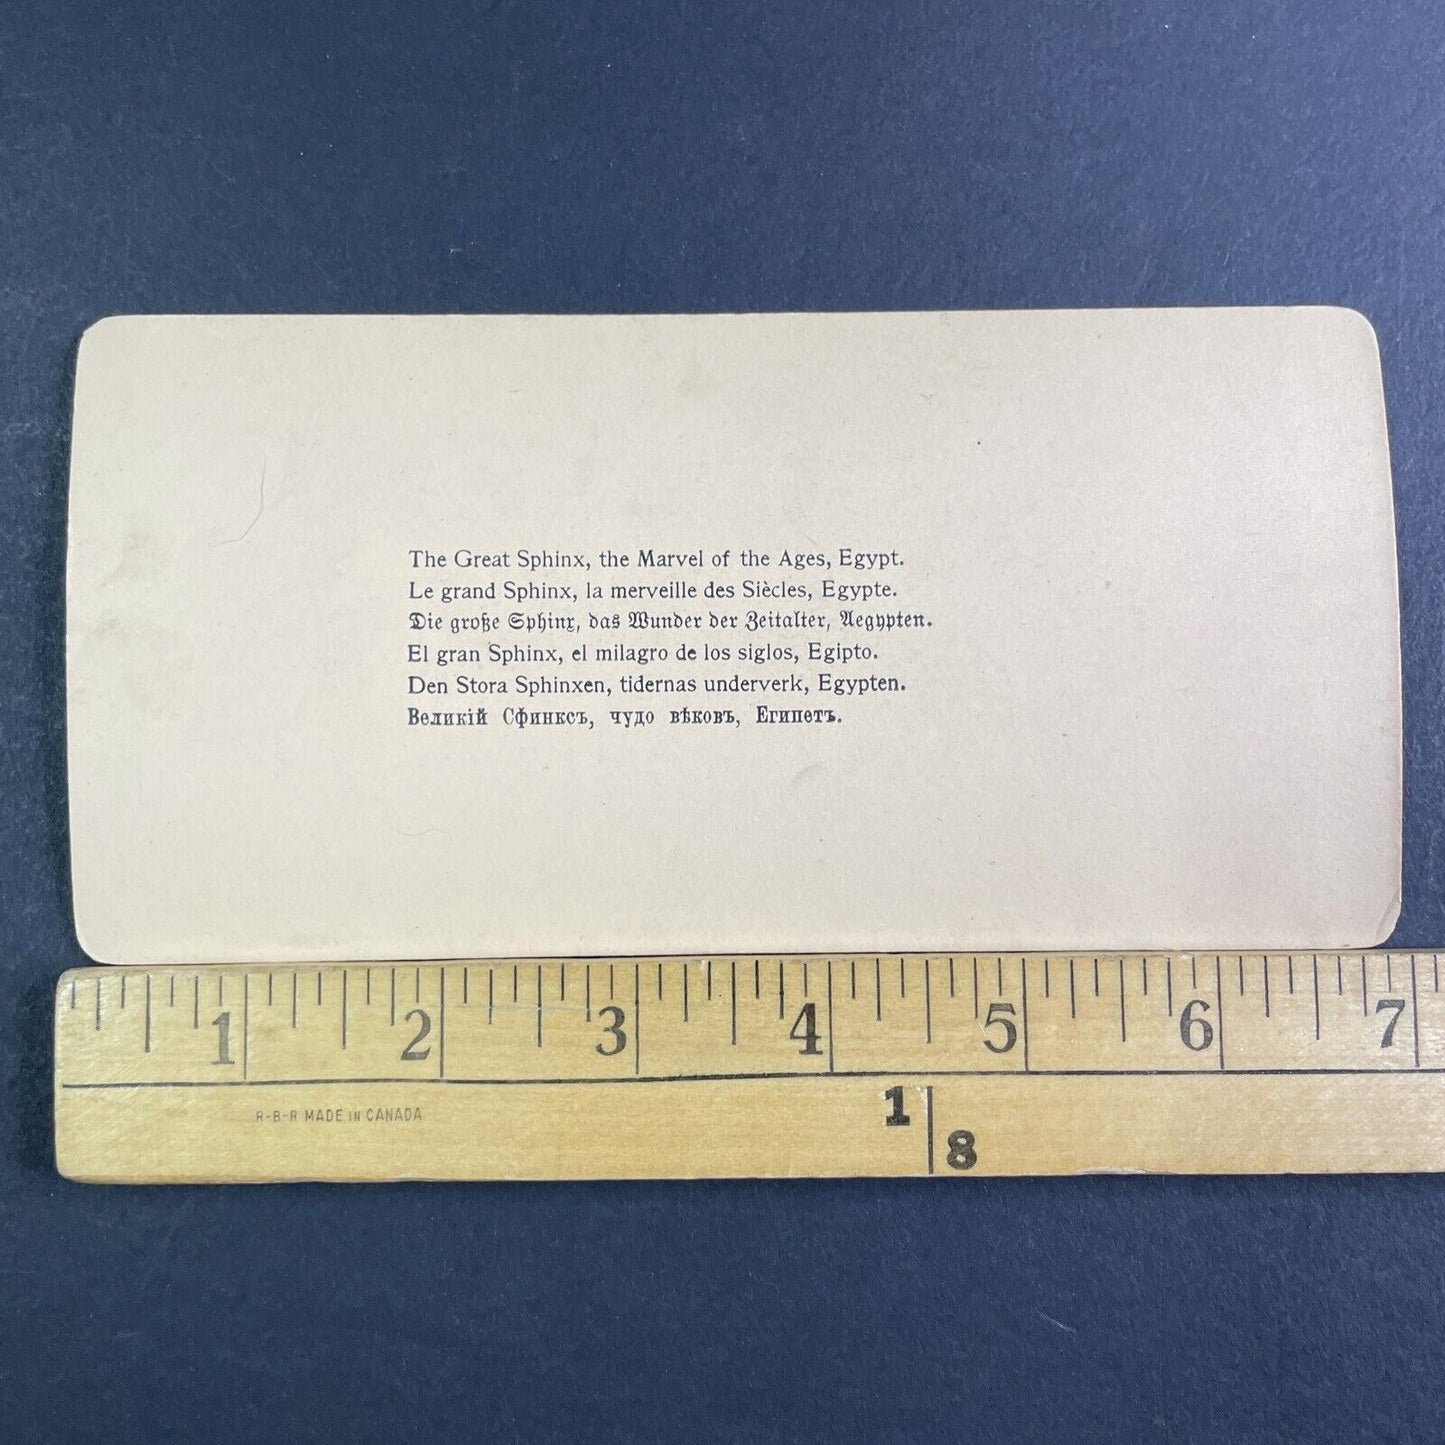 The Great Sphinx, the Marvel of the Ages, Egypt.
Le grand Sphinx, la merveille des Siècles, Egypte.
Die große Sphinx, das Wunder der Zeitalter, Aegypten.
El gran Sphinx, el milagro de los siglos, Egipto.
Den Stora Sphinxen, tidernas underverk, Egypten.
Великій Сфинксъ, чудо вѣковъ, Египетъ.
1 2 3 4 5 6 7
R-B-R MADE IN CANADA
1
8